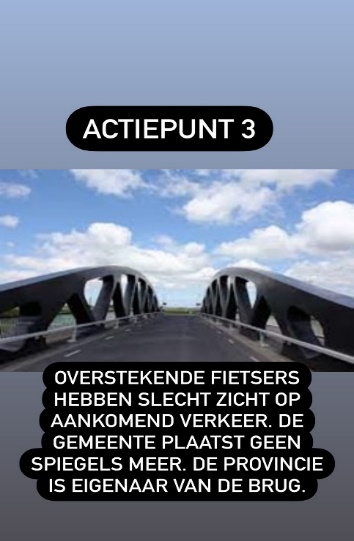 ACTIEPUNT 3
OVERSTEKENDE FIETSERS
HEBBEN SLECHT ZICHT OP
AANKOMEND VERKEER. DE
GEMEENTE PLAATST GEEN
SPIEGELS MEER. DE PROVINCIE
IS EIGENAAR VAN DE BRUG.